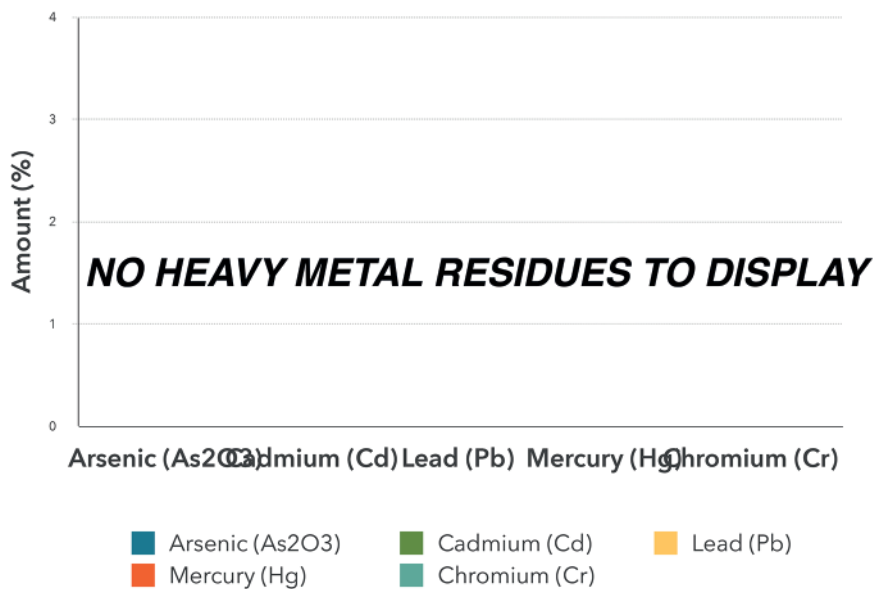 4
3
2
1
0
Amount (%)
NO HEAVY METAL RESIDUES TO DISPLAY
Arsenic (As2O3) Cadmium (Cd) Lead (Pb) Mercury (Hg) Chromium (Cr)
Arsenic (As2O3) Cadmium (Cd) Lead (Pb)
Mercury (Hg) Chromium (Cr)